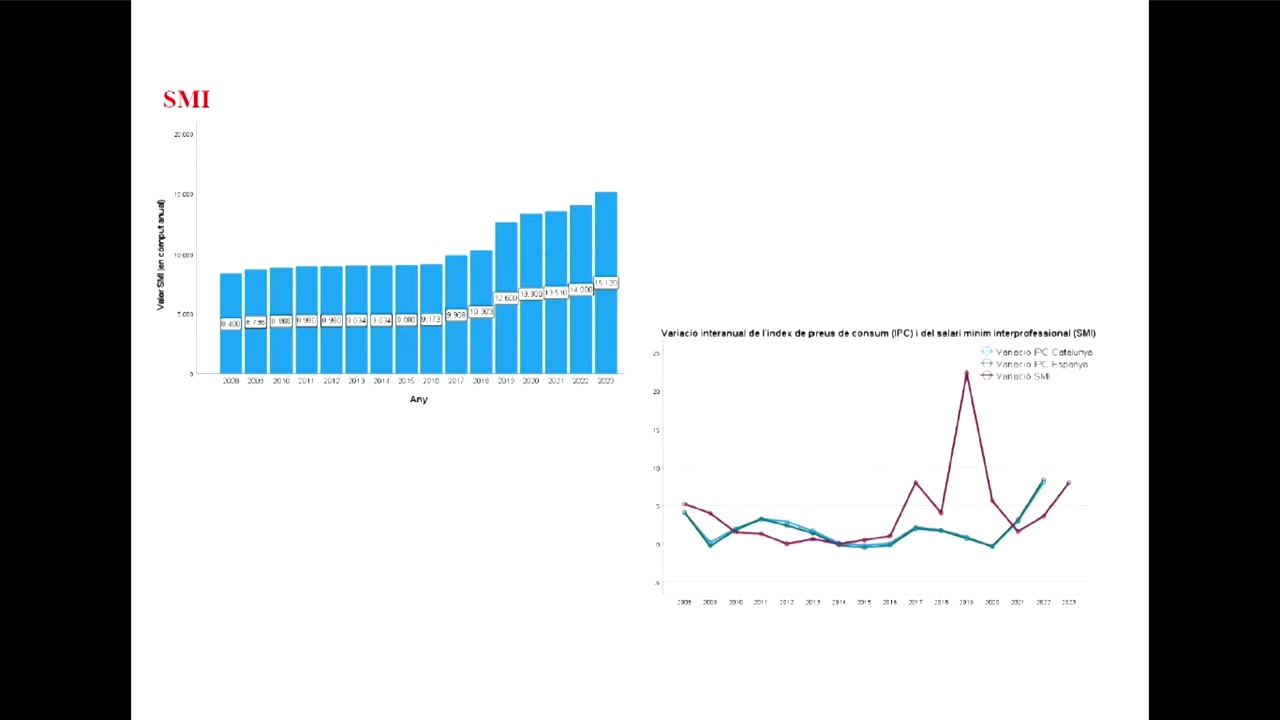 SMI
20 000
15 000
10 000
5 000
0
Valor SMI (en còmput anual)
8 400 8 736 8 866 8 980 8 980 9 034 9 034 9 080 9 173 9 908 10 303 12 600 13.300 13 510 14 000 15 120
2008 2009 2010 2011 2012 2013 2014 2015 2016 2017 2018 2019 2020 2021 2022 2023
Any
Variació interanual de l'índex de preus de consum (IPC) i del salari mínim interprofessional (SMI)
Variació IPC Catalunya
Variació IPC Espanya
Variació SMI
25
20
15
10
5
0
-5
2008 2009 2010 2011 2012 2013 2014 2015 2016 2017 2018 2019 2020 2021 2022 2023